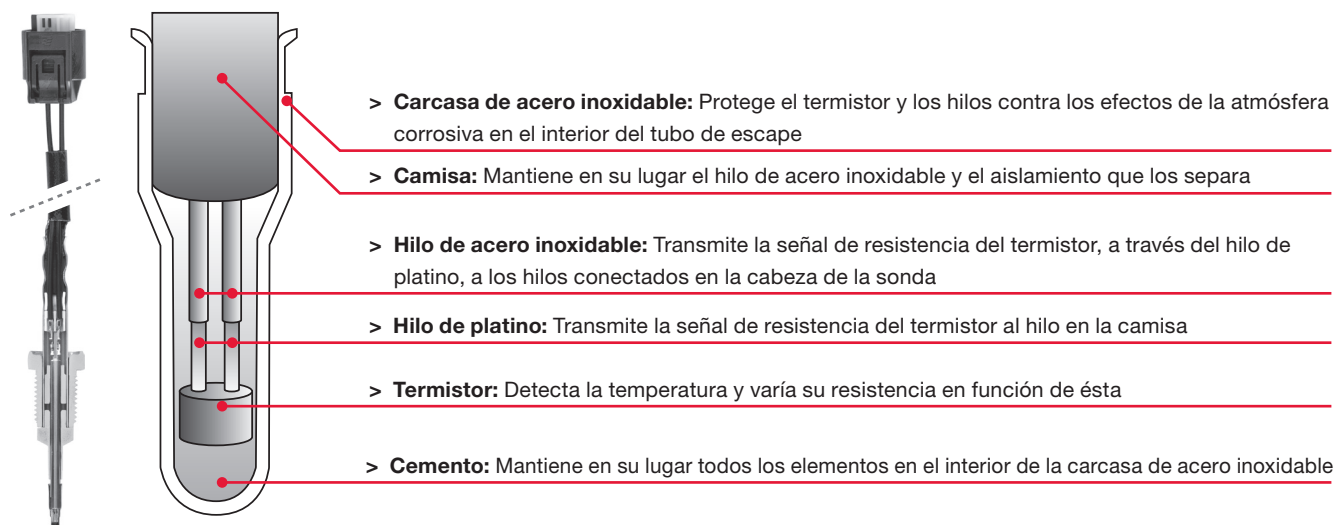 > Carcasa de acero inoxidable: Protege el termistor y los hilos contra los efectos de la atmósfera
corrosiva en el interior del tubo de escape
> Camisa: Mantiene en su lugar el hilo de acero inoxidable y el aislamiento que los separa
> Hilo de acero inoxidable: Transmite la señal de resistencia del termistor, a través del hilo de
platino, a los hilos conectados en la cabeza de la sonda
> Hilo de platino: Transmite la señal de resistencia del termistor al hilo en la camisa
> Termistor: Detecta la temperatura y varía su resistencia en función de ésta
> Cemento: Mantiene en su lugar todos los elementos en el interior de la carcasa de acero inoxidable